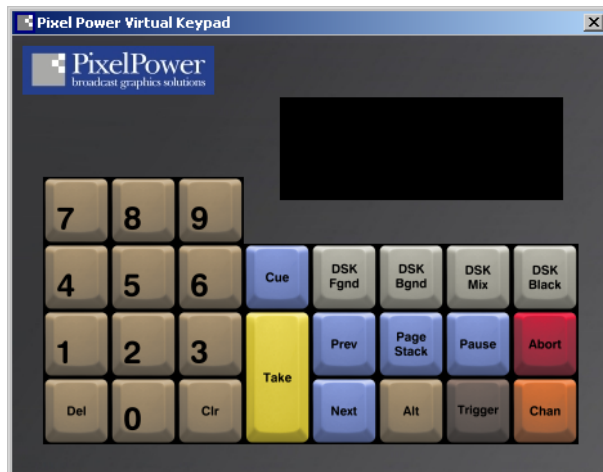 Pixel Power Virtual Keypad
PixelPower
broadcast graphics solutions
7 8 9
4 5 6 Cue DSK Fgnd DSK Bgnd DSK Mix DSK Black
1 2 3 Take Prev Page Stack Pause Abort
Del 0 Clr Next Alt Trigger Chan